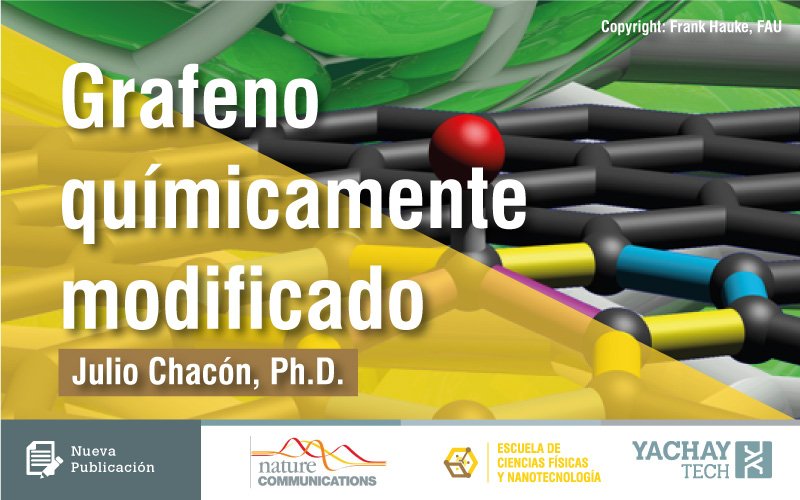 Copyright: Frank Hauke, FAU
Grafeno
químicamente
modificado
Julio Chacón, Ph.D.
Nueva
Publicación
nature
COMMUNICATIONS
ESCUELA DE
CIENCIAS FÍSICAS
Y NANOTECNOLOGÍA
YACHAY
TECH